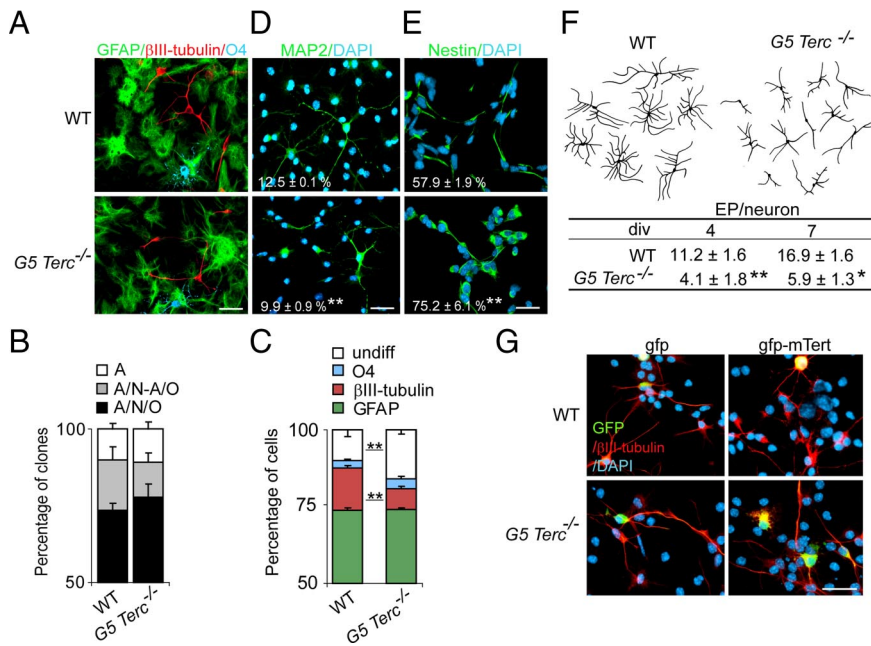 A
GFAP/βIII-tubulin/O4
WT
G5 Terc -/-
D
MAP2/DAPI
12.5 ± 0.1 %
9.9 ± 0.9 %**
E
Nestin/DAPI
57.9 ± 1.9 %
75.2 ± 6.1 %**
F
WT
G5 Terc -/-
EP/neuron
div 4 7
WT 11.2 ± 1.6 16.9 ± 1.6
G5 Terc-/- 4.1 ± 1.8 ** 5.9 ± 1.3 *
B
A
A/N-A/O
A/N/O
Percentage of clones
100
50
WT
G5 Terc-/-
C
undiff
O4
βIII-tubulin
GFAP
Percentage of cells
100
90
75
50
**
**
WT
G5 Terc-/-
G
gfp
gfp-mTert
WT
GFP
/βIII-tubulin
/DAPI
G5 Terc-/-